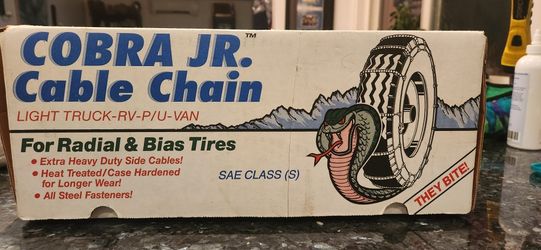 COBRA JR.™
Cable Chain
LIGHT TRUCK-RV-P/U-VAN
For Radial & Bias Tires
• Extra Heavy Duty Side Cables!
• Heat Treated/Case Hardened
for Longer Wear!
• All Steel Fasteners!
SAE CLASS (S)
THEY BITE!